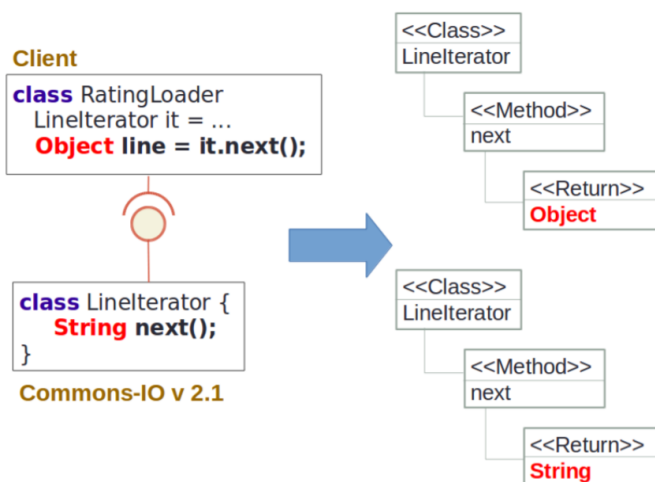 Client
class RatingLoader
LineIterator it = ...
Object line = it.next();
class LineIterator {
String next();
}
Commons-IO v 2.1
<<Class>>
LineIterator
<<Method>>
next
<<Return>>
Object
<<Class>>
LineIterator
<<Method>>
next
<<Return>>
String